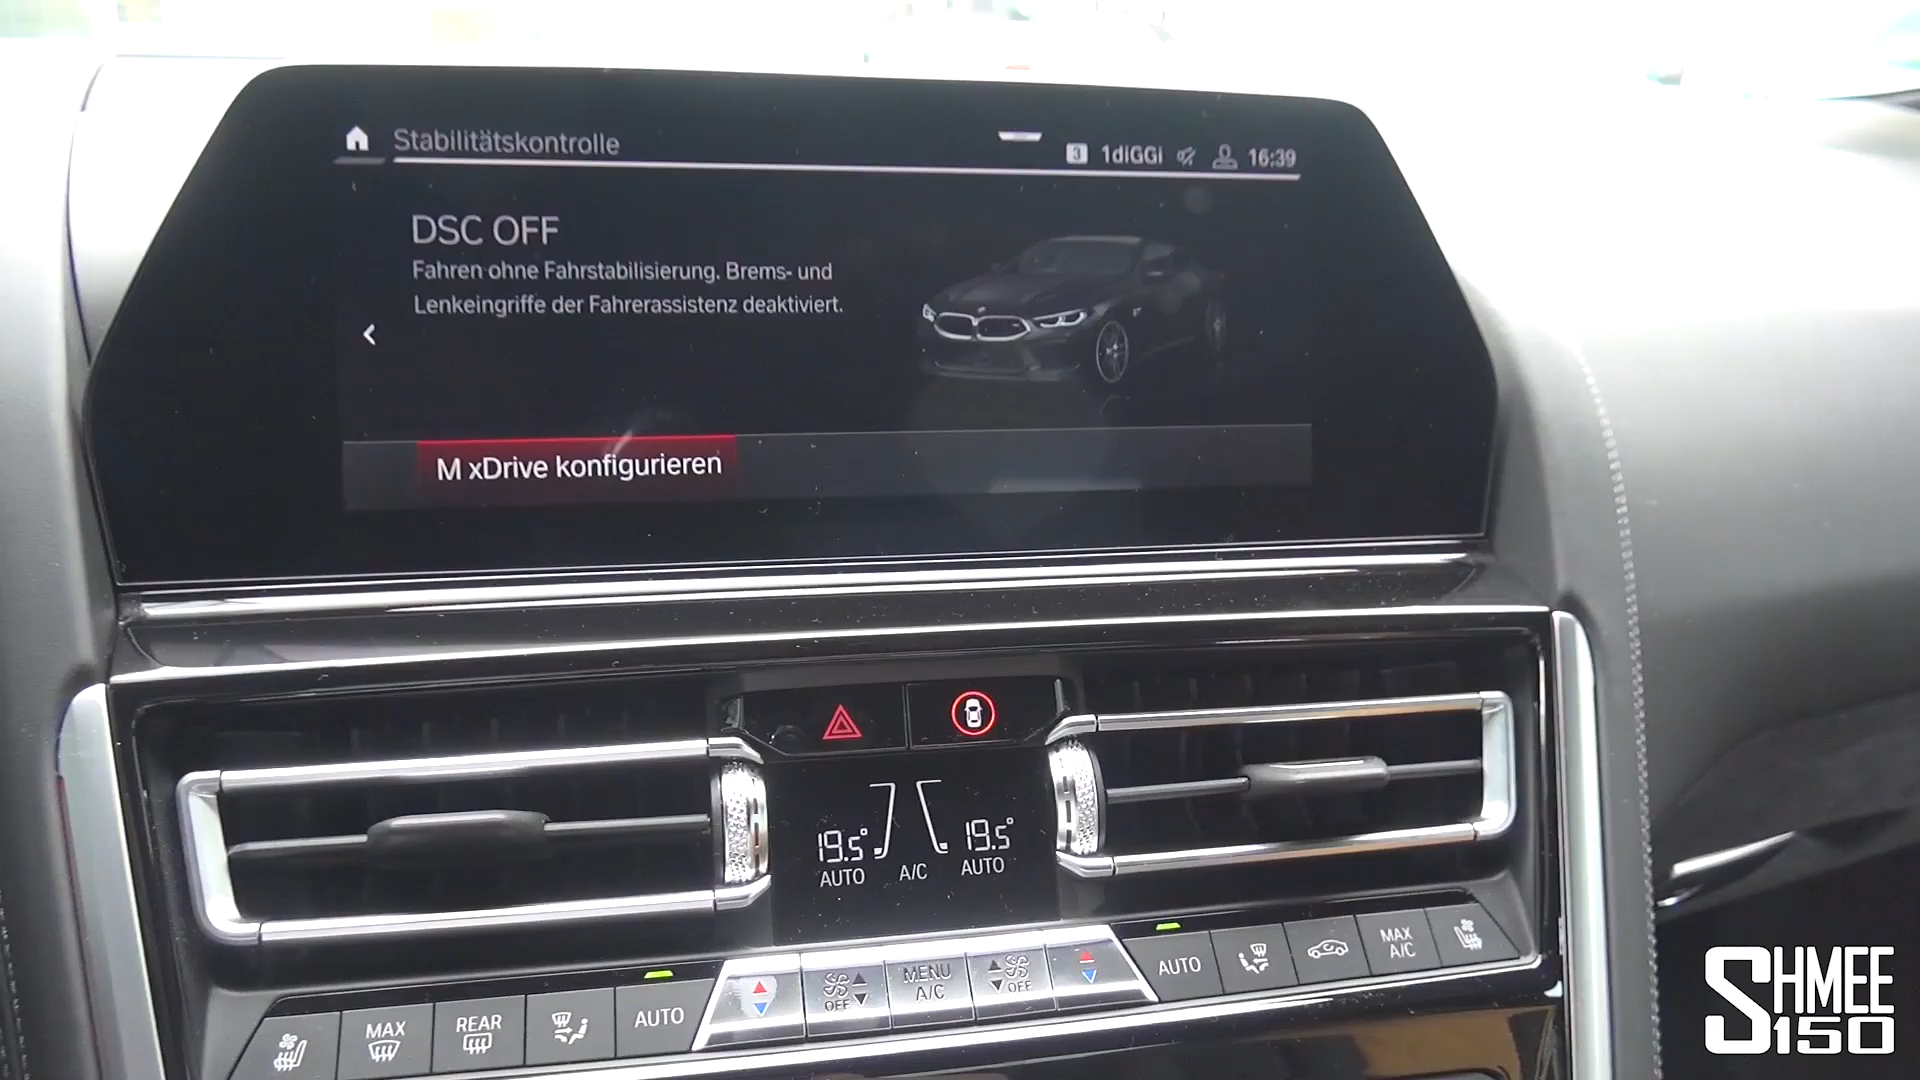 Stabilitätskontrolle
3 1diGGi 16:39
DSC OFF
Fahren ohne Fahrstabilisierung. Brems- und
Lenkeingriffe der Fahrerassistenz deaktiviert.
M xDrive konfigurieren
19.5° 19.5°
AUTO A/C AUTO
MAX
REAR
AUTO
OFF
MENU
A/C
OFF
AUTO
MAX
A/C
SHMEE
150